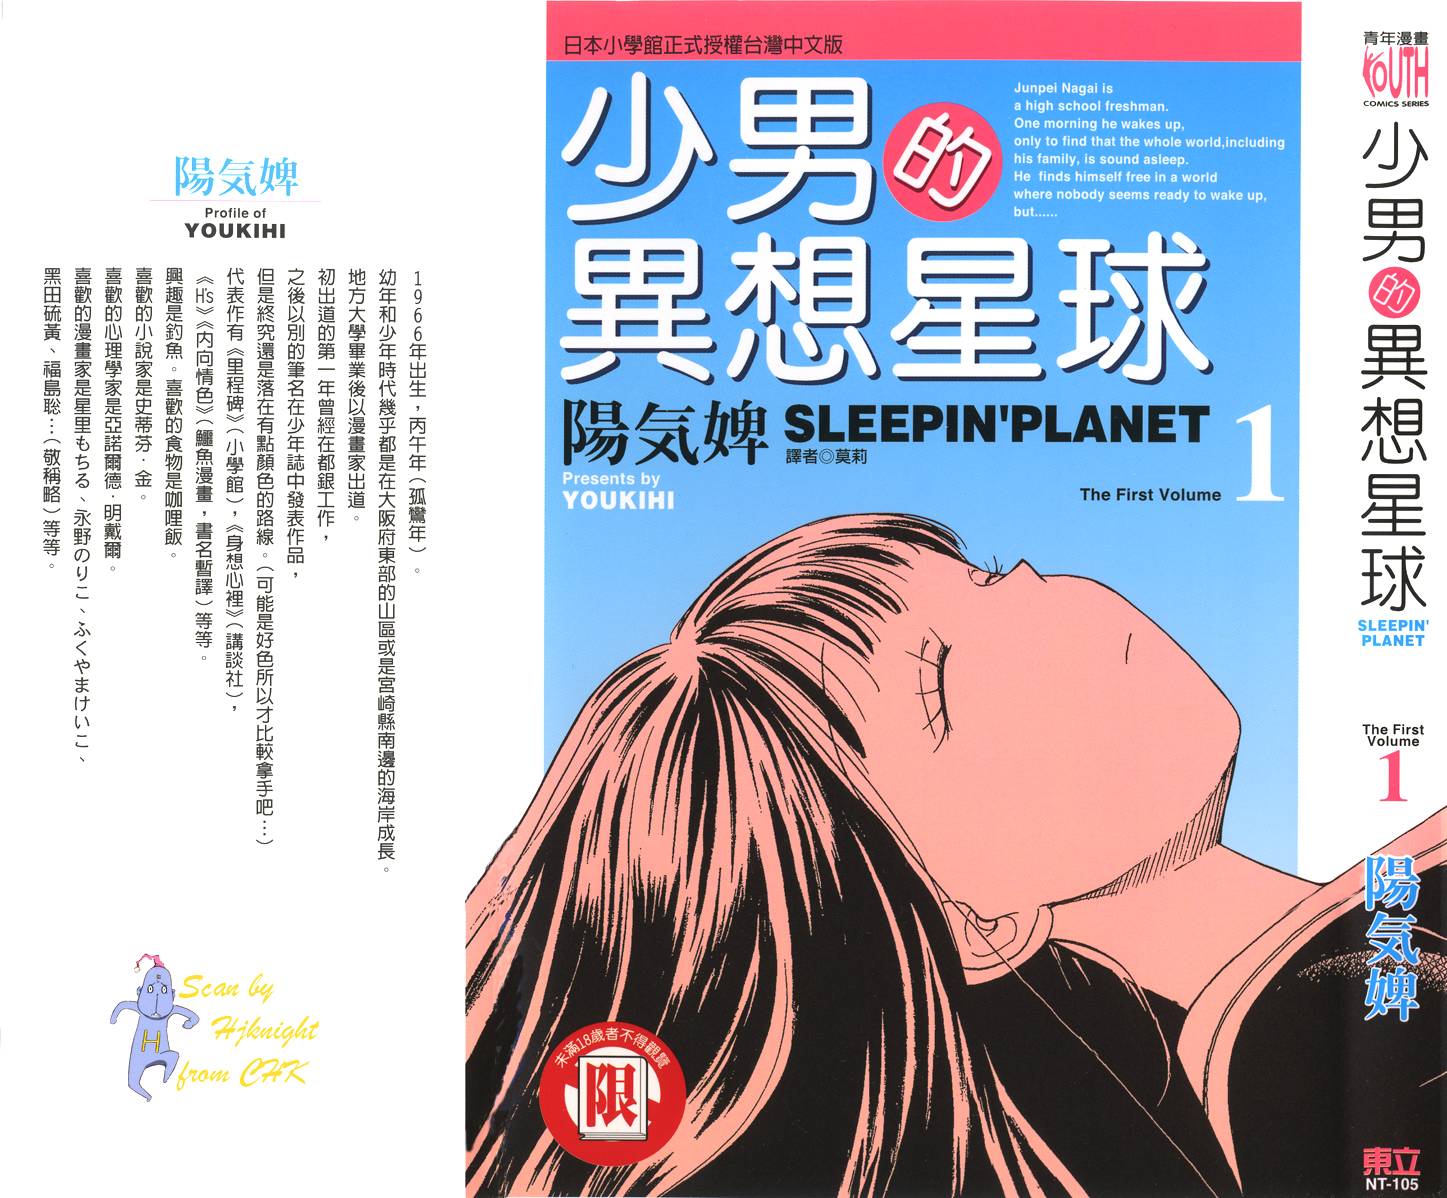 陽気婢
Profile of
YOUKIHI
1966年出生，丙午年（孤鸞年）。
幼年和少年時代幾乎都是在大阪府東部的山區或是宮崎縣南邊的海岸成長。
地方大學畢業後以漫畫家出道。
初出道的第一年曾經在都銀工作，
之後以別的筆名在少年誌中發表作品，
但是終究還是落在有點顏色的路線。（可能是好色所以才比較拿手吧…）
代表作有《里程碑》（小學館），《身想心裡》（講談社），
《H's》《内向情色》（鱷魚漫畫，書名暫譯）等等。
興趣是釣魚。喜歡的食物是咖哩飯。
喜歡的小說家是史蒂芬·金。
喜歡的心理學家是亞諾爾德·明戴爾。
喜歡的漫畫家是星里もちる、永野のりこ、ふくやまけいこ、
黑田硫黃、福島聡…（敬稱略）等等。
Scan by
Hjknight
from CHK
H
日本小學館正式授權台灣中文版
少男的
異想星球
Junpei Nagai is
a high school freshman.
One morning he wakes up,
only to find that the whole world,including
his family, is sound asleep.
He finds himself free in a world
where nobody seems ready to wake up,
but......
陽気婢
SLEEPIN'PLANET
譯者◎莫莉
1
Presents by
YOUKIHI
The First Volume
未滿18歲者不得觀覽
限
青年漫畫
YOUTH
COMICS SERIES
少男的異想星球
SLEEPIN'
PLANET
The First
Volume
1
陽気婢
東立
NT-105